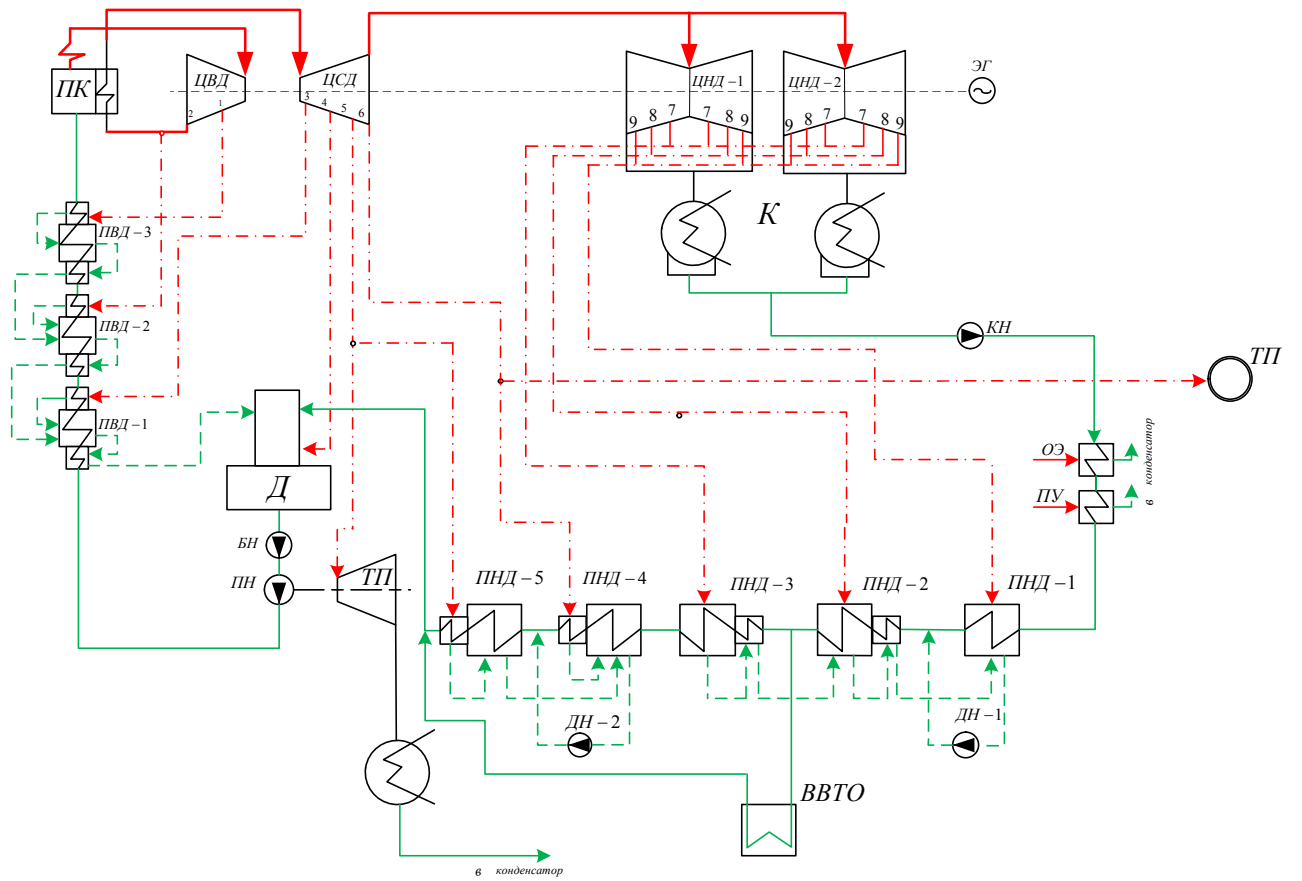 ПК
ЦВД
2
1
ЦСД
3
4
5
6
ЦНД -1
9
8
7
7
8
9
ЦНД -2
9
8
7
7
8
9
ЭГ
К
ПВД -3
ПВД -2
ПВД -1
КН
ТП
Д
ОЭ
ПУ
в конденсатор
БН
ПН
ТП
ПНД -5
ПНД -4
ПНД -3
ПНД -2
ПНД -1
ДН -2
ДН -1
ВВТО
в конденсатор